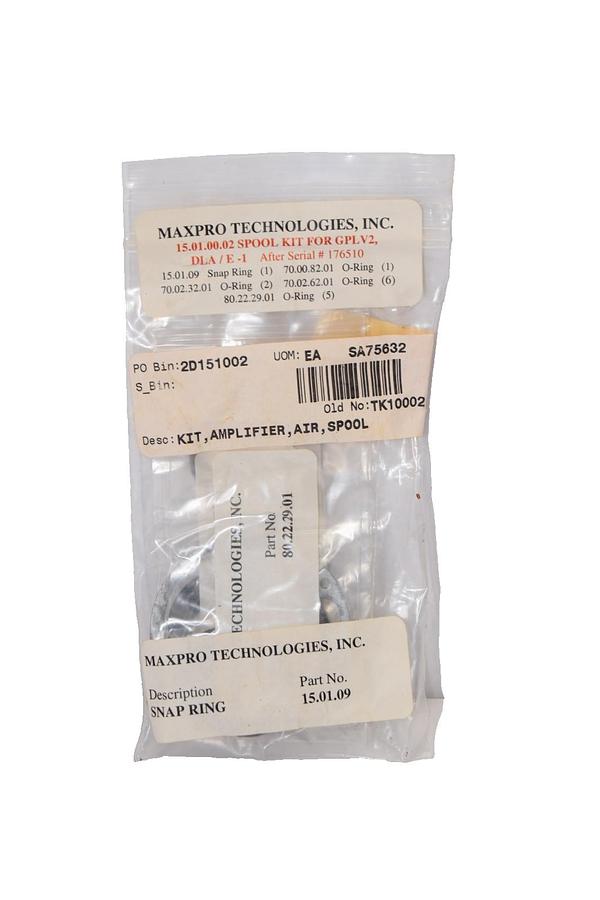 MAXPRO TECHNOLOGIES, INC.
15.01.00.02 SPOOL KIT FOR GPLV2,
DLA / E -1 After Serial # 176510
15.01.09 Snap Ring (1) 70.00.82.01 O-Ring (1)
70.02.32.01 O-Ring (2) 70.02.62.01 O-Ring (6)
80.22.29.01 O-Ring (5)
PO Bin:2D151002 UOM: EA SA75632
S_Bin:
Old No:TK10002
Desc: KIT,AMPLIFIER,AIR,SPOOL
ECHNOLOGIES, INC.
Part No.
80.22.29.01
MAXPRO TECHNOLOGIES, INC.
Description Part No.
SNAP RING 15.01.09